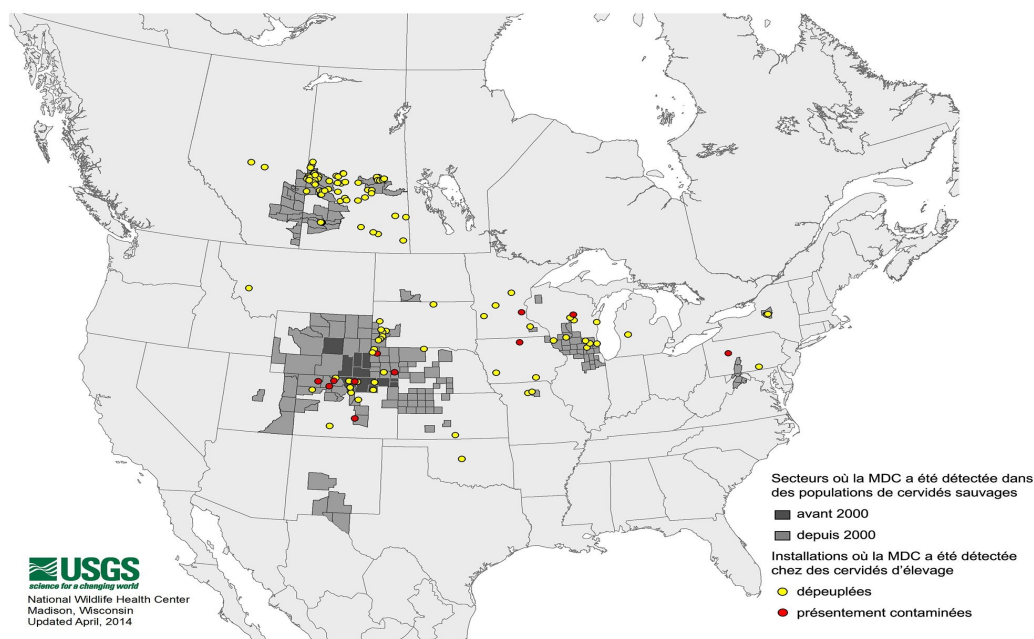 Secteurs où la MDC a été détectée dans
des populations de cervidés sauvages
avant 2000
depuis 2000
Installations où la MDC a été détectée
chez des cervidés d'élevage
dépeuplées
présentement contaminées
USGS
science for a changing world
National Wildlife Health Center
Madison, Wisconsin
Updated April, 2014